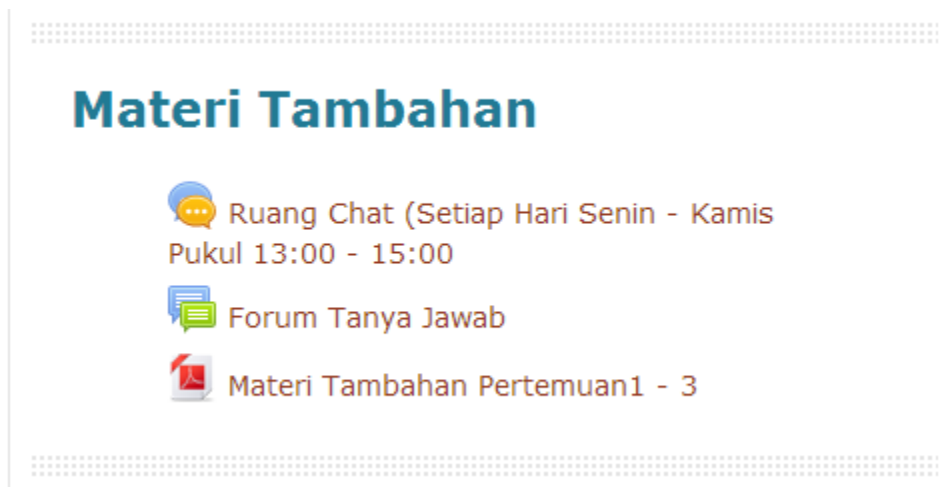 Materi Tambahan
Ruang Chat (Setiap Hari Senin - Kamis
Pukul 13:00 - 15:00
Forum Tanya Jawab
Materi Tambahan Pertemuan1 - 3